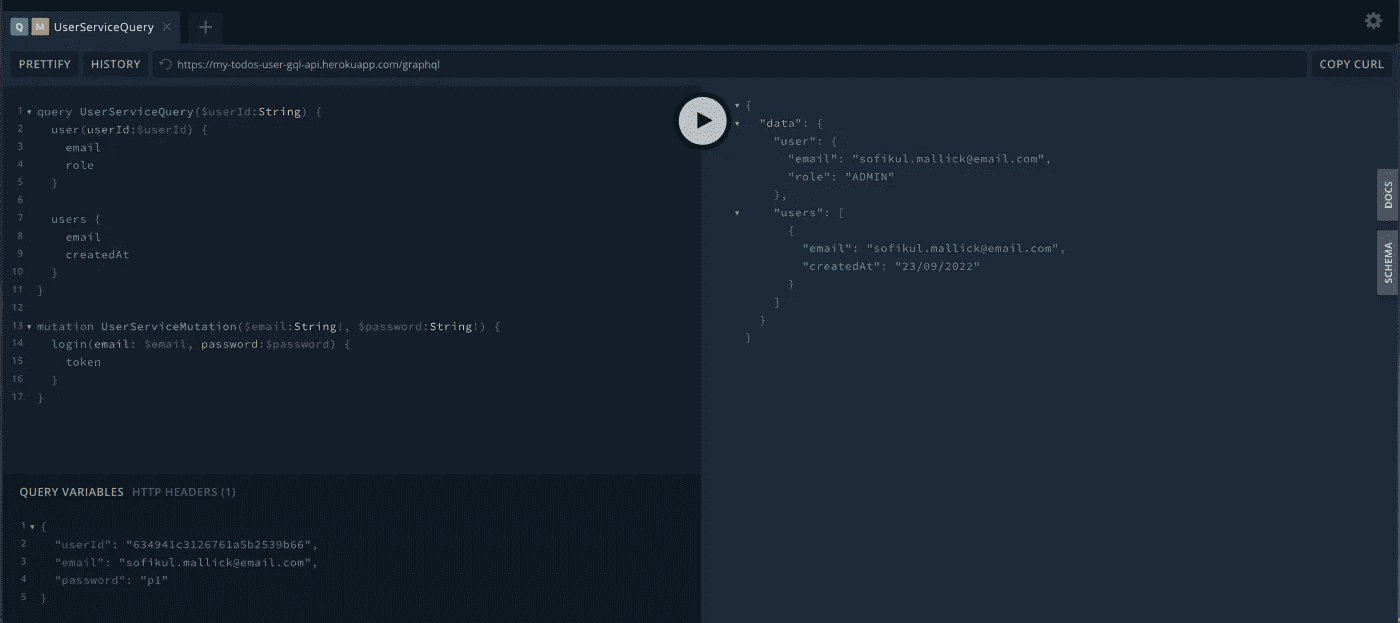 Q M UserServiceQuery × +
PRETTIFY HISTORY https://my-todos-user-gql-api.herokuapp.com/graphql COPY CURL
1 query UserServiceQuery($userId:String) {
2 user(userId:$userId) {
3 email
4 role
5 }
6
7 users {
8 email
9 createdAt
10 }
11 }
12
13 mutation UserServiceMutation($email:String!, $password:String!) {
14 login(email: $email, password:$password) {
15 token
16 }
17 }
QUERY VARIABLES HTTP HEADERS (1)
1 {
2 "userId": "634941c3126761a5b2539b66",
3 "email": "sofikul.mallick@email.com",
4 "password": "p1"
5 }
{
"data": {
"user": {
"email": "sofikul.mallick@email.com",
"role": "ADMIN"
},
"users": [
{
"email": "sofikul.mallick@email.com",
"createdAt": "23/09/2022"
}
]
}
}
DOCS
SCHEMA